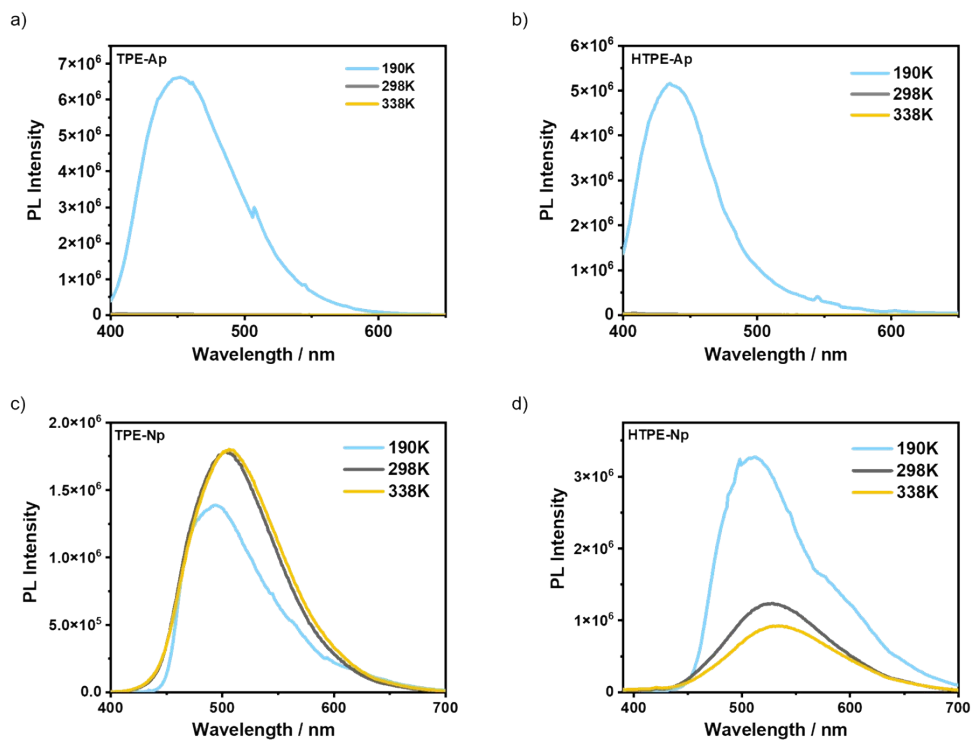 a)
TPE-Ap
190K
298K
338K
7×10⁶
6×10⁶
5×10⁶
4×10⁶
3×10⁶
2×10⁶
1×10⁶
0
PL Intensity
400 500 600
Wavelength / nm
b)
HTPE-Ap
190K
298K
338K
6×10⁶
5×10⁶
4×10⁶
3×10⁶
2×10⁶
1×10⁶
0
PL Intensity
400 500 600
Wavelength / nm
c)
TPE-Np
190K
298K
338K
2.0×10⁶
1.5×10⁶
1.0×10⁶
5.0×10⁵
0.0
PL Intensity
400 500 600 700
Wavelength / nm
d)
HTPE-Np
190K
298K
338K
3×10⁶
2×10⁶
1×10⁶
0
PL Intensity
400 500 600 700
Wavelength / nm